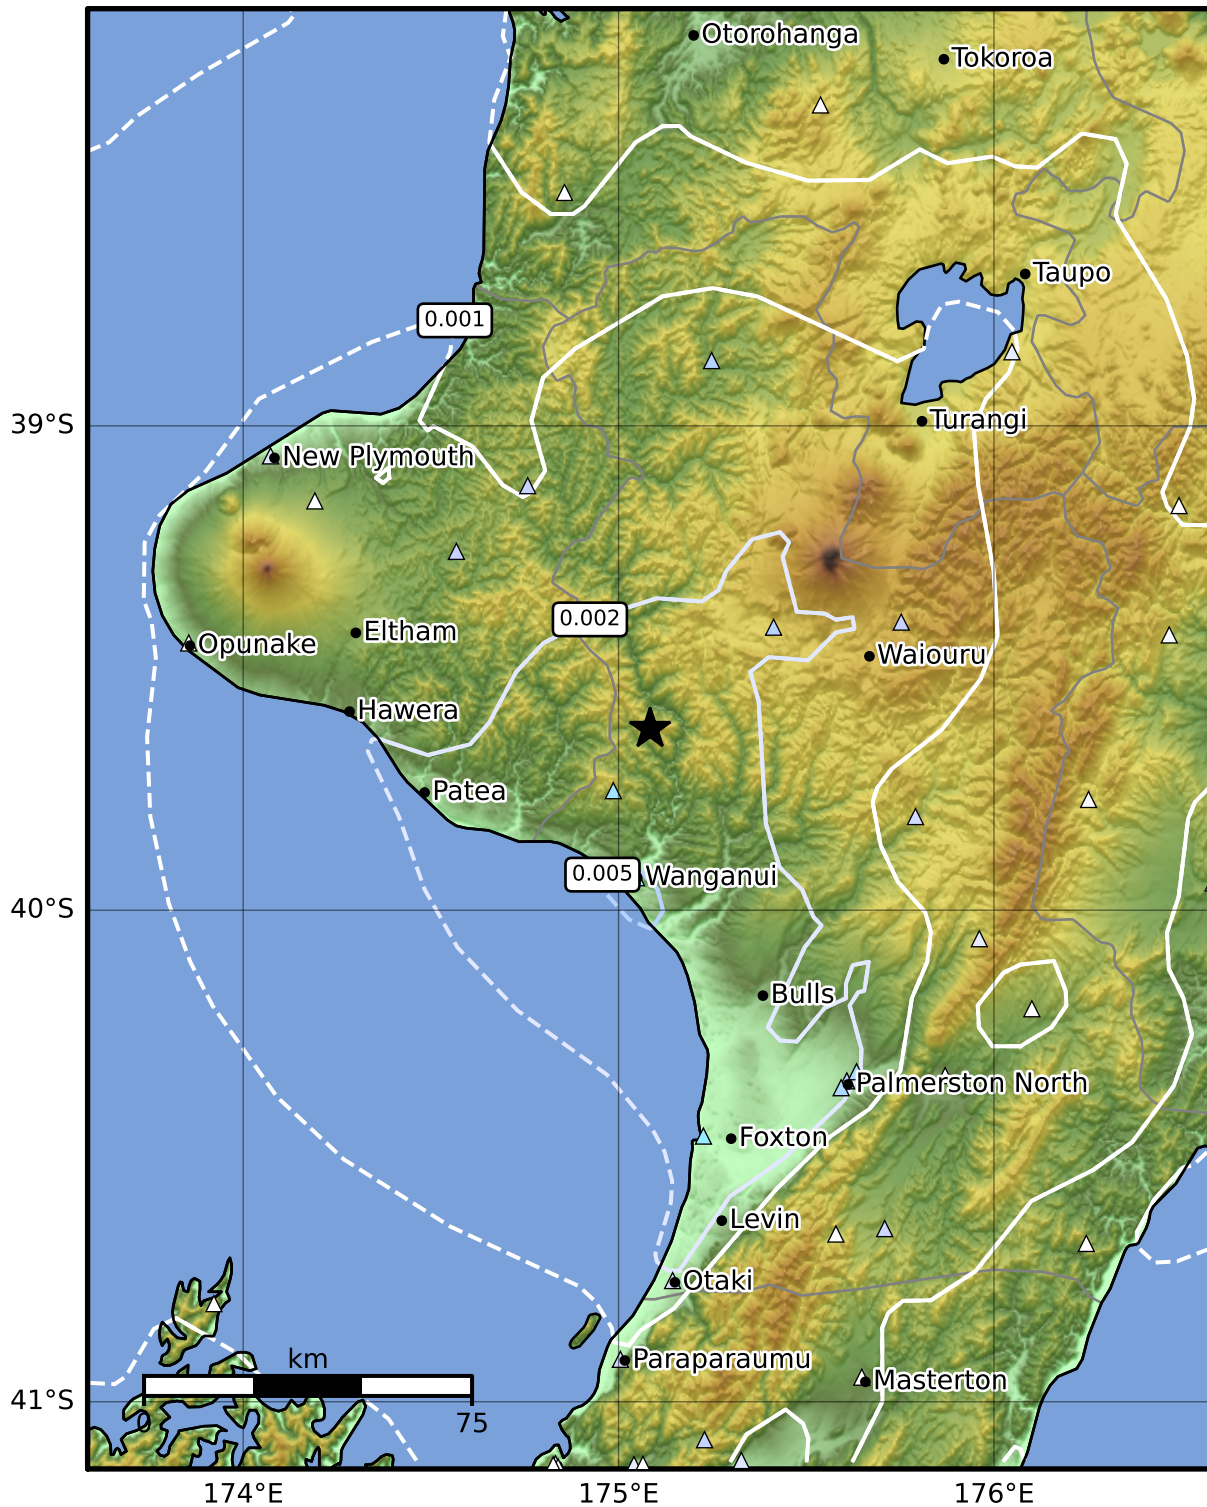 Otorohanga
Tokoroa
Taupo
0.001
39°S
Turangi
New Plymouth
0.002
Eltham
Opunake
Waiouru
Hawera
Patea
0.005
Wanganui
40°S
Bulls
Palmerston North
Foxton
Levin
Otaki
km
Paraparaumu
Masterton
41°S
0
75
174°E
175°E
176°E